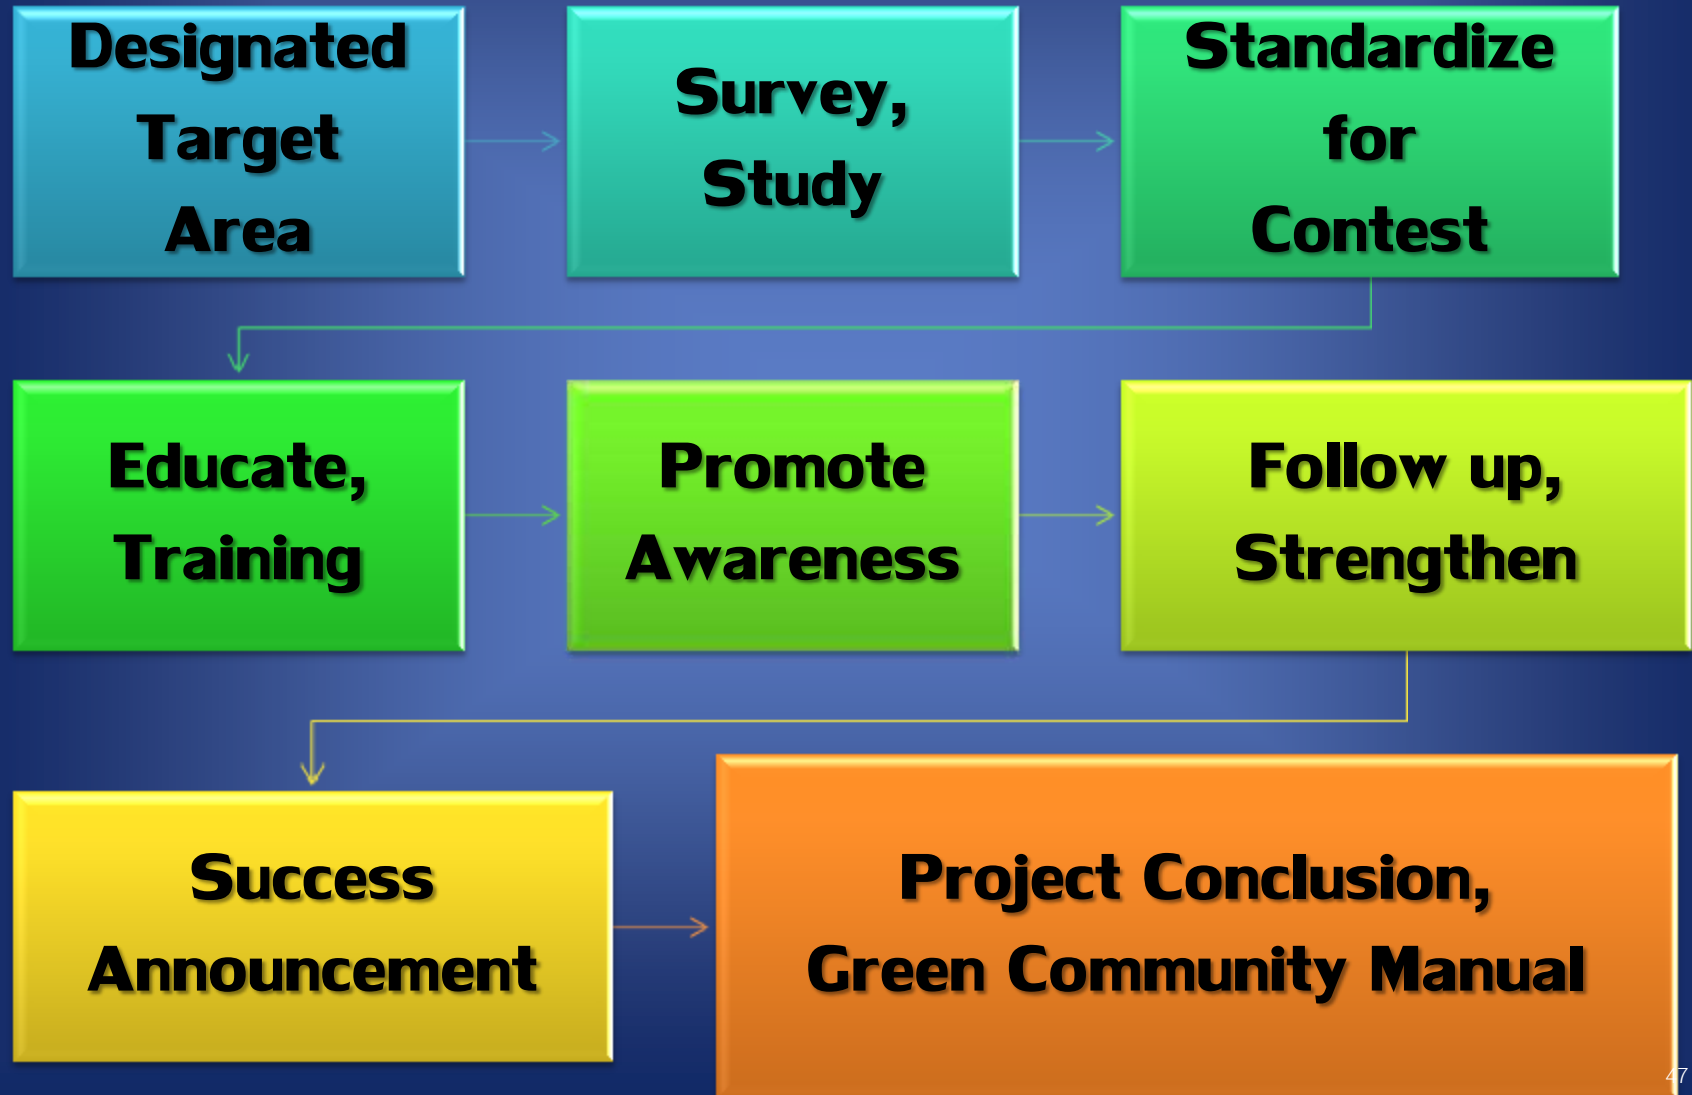 Designated
Target
Area
Survey,
Study
Standardize
for
Contest
Educate,
Training
Promote
Awareness
Follow up,
Strengthen
Success
Announcement
Project Conclusion,
Green Community Manual
47